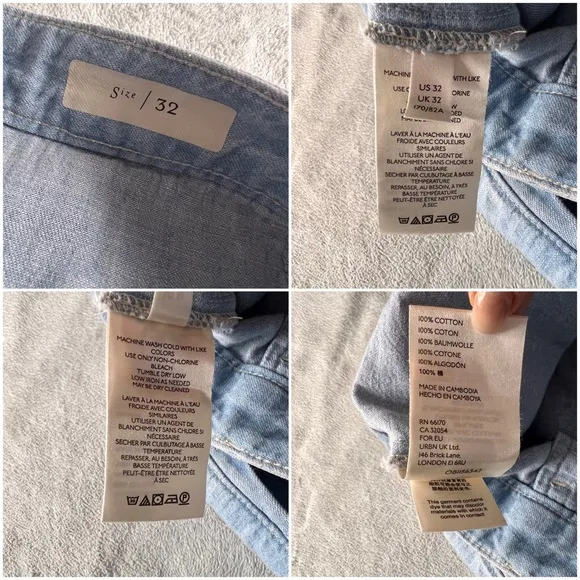 Size / 32
MACHIN
WITH LIKE
US 32
USE C
LORINE
UK 32
170/82A
LAVER À LA MACHINE À L'EAU
FROIDE AVEC COULEURS
SIMILAIRES
UTILISER UN AGENT DE
BLANCHIMENT SANS CHLORE SI
NÉCESSAIRE
SECHER PAR CULBUTAGE À BASSE
TEMPÉRATURE
REPASSER, AU BESOIN, À TRÈS
BASSE TEMPÉRATURE
PEUT-ÊTRE ÊTRE NETTOYÉE
À SEC
MACHINE WASH COLD WITH LIKE
COLORS
USE ONLY NON-CHLORINE
BLEACH
TUMBLE DRY LOW
LOW IRON AS NEEDED
MAY BE DRY CLEANED
LAVER À LA MACHINE À L'EAU
FROIDE AVEC COULEURS
SIMILAIRES
UTILISER UN AGENT DE
BLANCHIMENT SANS CHLORE SI
NÉCESSAIRE
SECHER PAR CULBUTAGE À BASSE
TEMPÉRATURE
REPASSER, AU BESOIN, À TRÈS
BASSE TEMPÉRATURE
PEUT-ÊTRE ÊTRE NETTOYÉE
À SEC
100% COTTON
100% COTON
100% BAUMWOLLE
100% COTONE
100% ALGODÓN
100% 棉
MADE IN CAMBODIA
HECHO EN CAMBOYA
RN 66170
CA 32054
FOR EU
URBN UK Ltd.
146 Brick Lane,
LONDON E1 6RU
This garment contains
dye that may discolor
materials with which
it comes in contact.